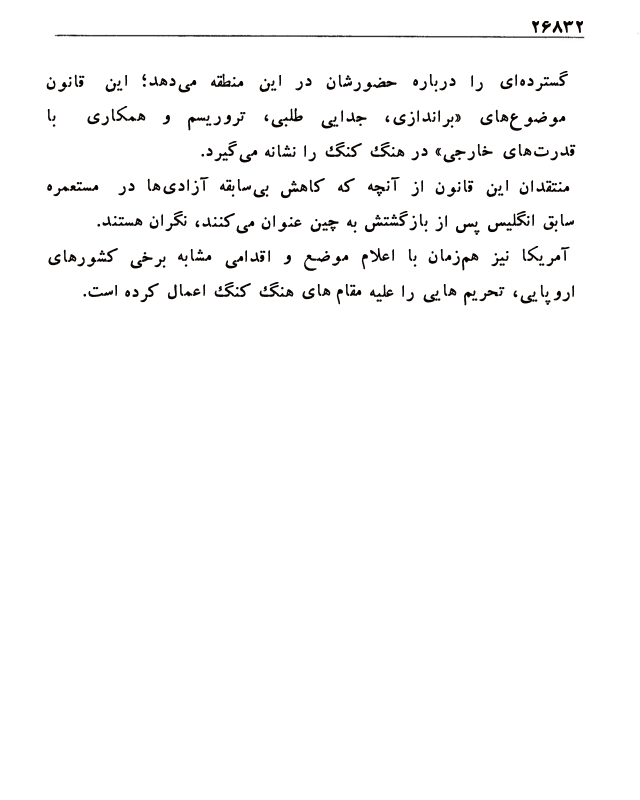 ۲۶۸۳۲
گسترده‌ای را درباره حضورشان در این منطقه می‌دهد؛ این قانون
موضوع‌های «براندازی، جدایی طلبی، تروریسم و همکاری با
قدرت‌های خارجی» در هنگ کنگ را نشانه می‌گیرد.
منتقدان این قانون از آنچه که کاهش بی‌سابقه آزادی‌ها در مستعمره
سابق انگلیس پس از بازگشتش به چین عنوان می‌کنند، نگران هستند.
آمریکا نیز هم‌زمان با اعلام موضع و اقدامی مشابه برخی کشورهای
اروپایی، تحریم هایی را علیه مقام های هنگ کنگ اعمال کرده است.